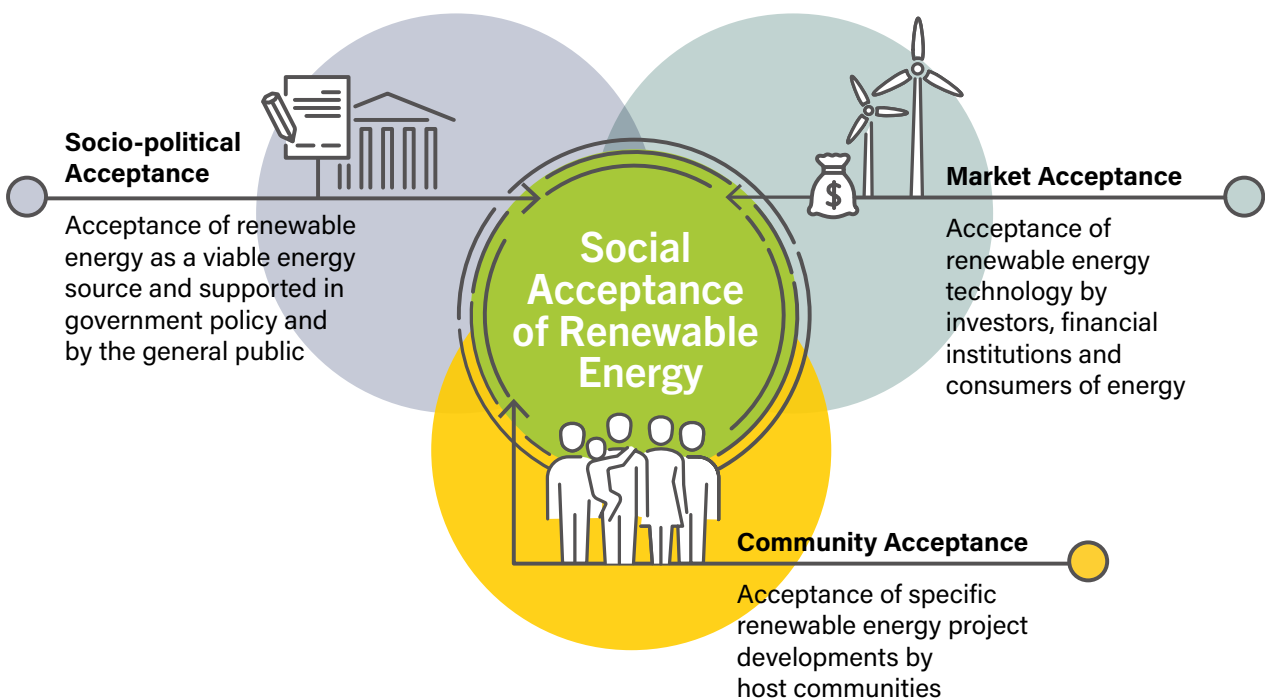 Socio-political
Acceptance
Acceptance of renewable
energy as a viable energy
source and supported in
government policy and
by the general public
Social
Acceptance
of Renewable
Energy
$
Market Acceptance
Acceptance of
renewable energy
technology by
investors, financial
institutions and
consumers of energy
Community Acceptance
Acceptance of specific
renewable energy project
developments by
host communities